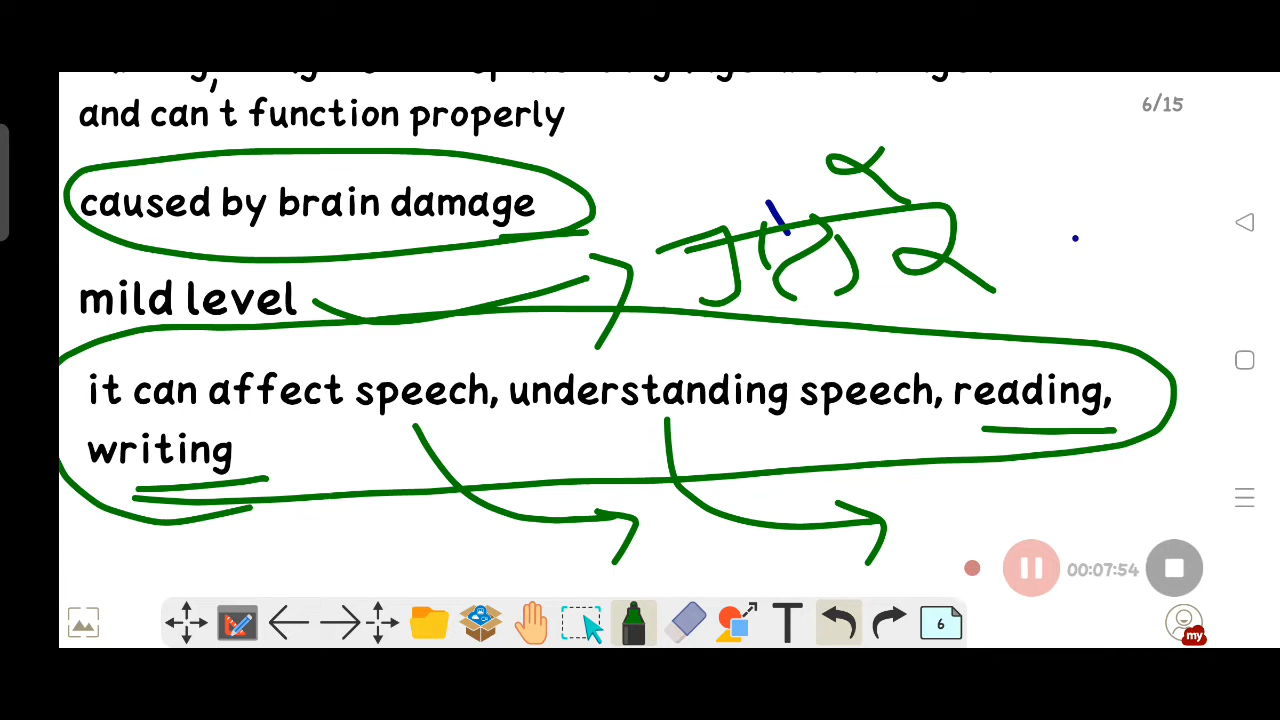 6/15
and can't function properly
caused by brain damage
mild level
it can affect speech, understanding speech, reading,
writing
00:07:54
T
6
my